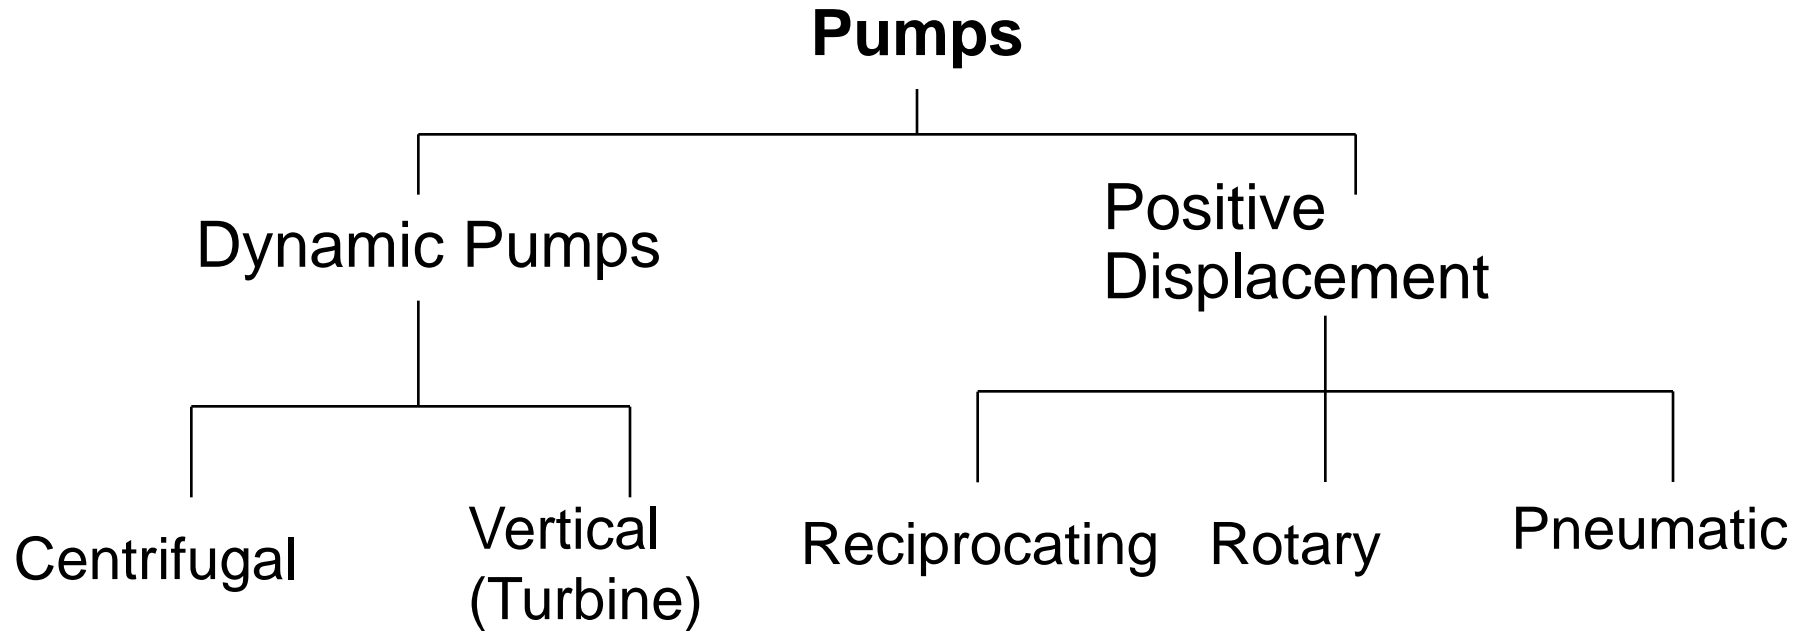 Pumps
Dynamic Pumps
Positive
Displacement
Centrifugal
Vertical
(Turbine)
Reciprocating
Rotary
Pneumatic